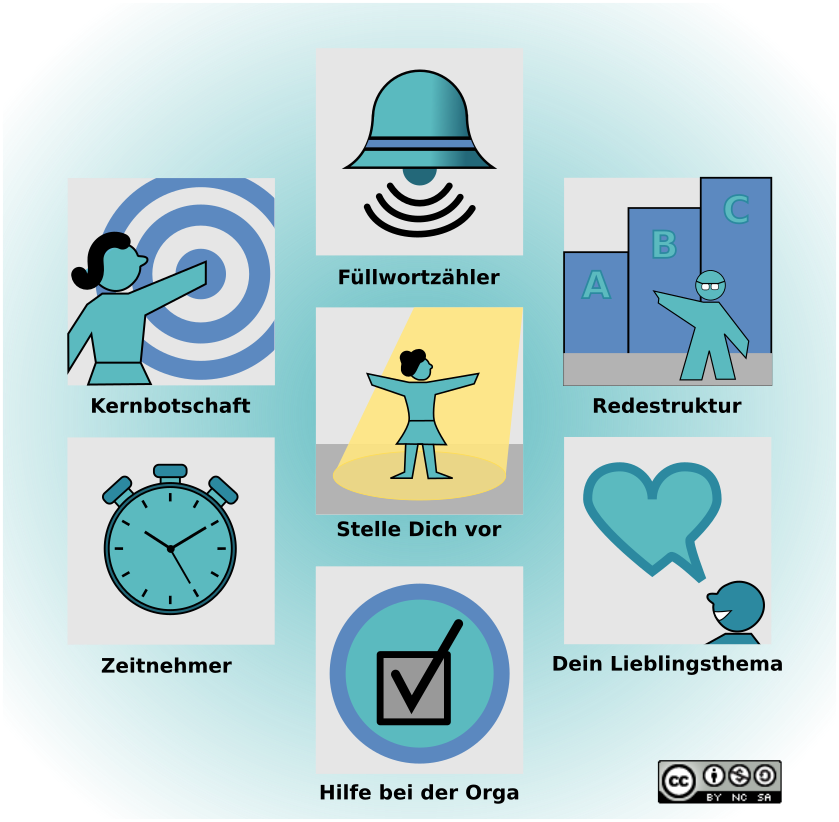 Füllwortzähler
A
B
C
Kernbotschaft
Redestruktur
Stelle Dich vor
Zeitnehmer
Dein Lieblingsthema
Hilfe bei der Orga
cc
BY NC SA